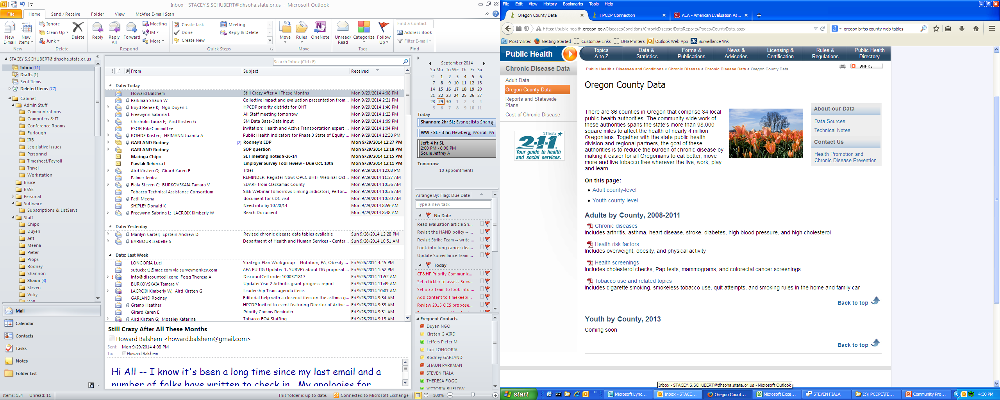 Inbox - STACEY.S.SCHUBERT@dhsoha.state.or.us - Microsoft Outlook
File Home Send / Receive Folder View McAfee E-mail Scan
New E-mail
New Items
New
Ignore
Clean Up
Junk
Delete
Delete
Reply
Reply All
Forward
Meeting
IM
More
Respond
Create task
Done
Create New
Meeting
Reply & Delete
Quick Steps
Move
Rules
OneNote
Move
Unread/ Read
Categorize
Follow Up
Tags
Find a Contact
Address Book
Filter E-mail
Find
STACEY.S.SCHUBERT@dhsoha.state.or.us
Inbox (11)
Drafts [1]
Sent Items
Deleted Items (77)
Cabinet
Admin Stuff
Communications
Computers & IT
Conference Rooms
Furlough
IRB
Legislative issues
Personnel
Timesheet/Payroll
Travel
Workstation
Bruce
BSSE
Personal
Software
Subscriptions & ListServs
Staff
Chipo
Duyen
Jeff
Meena
Pieter
Props
Rodney
Shannon
Shaun (3)
Steven
Vicky
Will
Mail
Calendar
Contacts
Tasks
Notes
Folder List
Search Inbox (Ctrl+E)
From Subject Received
Date: Today
Howard Balshem Still Crazy After All These Months Mon 9/29/2014 4:08 PM
Parkman Shaun W Collective impact and evaluation presentation from... Mon 9/29/2014 2:21 PM
Boyd Renee K; Ngo Duyen L HPCDP priority districts for OHT Mon 9/29/2014 1:40 PM
Freewynn Sabrina L All Staff meeting tomorrow Mon 9/29/2014 1:23 PM
Chisholm Laura F; Aird Kirsten G SM Data Base-Data input Mon 9/29/2014 1:09 PM
PSOB BikeCommittee Invitation: Health and Active Transportation expert ... Mon 9/29/2014 1:04 PM
ROHDE Kristen; HEIMANN Juanita A Public Health indicators for Phase 3 State of Equity ... Mon 9/29/2014 12:38 PM
GARLAND Rodney (2) Rodney's EDP Mon 9/29/2014 12:27 PM
GARLAND Rodney SOP question Mon 9/29/2014 12:18 PM
Maringa Chipo SET meeting notes 9-26-14 Mon 9/29/2014 12:15 PM
Pawlak Rebecca L Employer Survey Tool review - Due Oct. 10th Mon 9/29/2014 12:11 PM
Aird Kirsten G; Girard Karen E Titles Mon 9/29/2014 12:08 PM
Palmer Jenica REMINDER: Register Now: OPCC BHTF Webinar Oct... Mon 9/29/2014 11:27 AM
Fiala Steven C; BURKOVSKAIA Tamara V SDARF from Clackamas County Mon 9/29/2014 10:36 AM
Tobacco Technical Assistance Consortium S&E Webinar Tomorrow: Linking Indicators, Perfor... Mon 9/29/2014 10:35 AM
Patil Meena document for CDC visit Mon 9/29/2014 10:20 AM
SHIPLEY Donald K Need info by 10/20/14 Mon 9/29/2014 8:59 AM
Freewynn Sabrina L; LACROIX Kimberly W Reach Document Mon 9/29/2014 8:48 AM
Date: Yesterday
Marilyn Carter; Epstein Andrew D Revised chronic disease data tables available Sun 9/28/2014 12:28 PM
BARBOUR Isabelle S Department of Health and Human Services - Center... Sun 9/28/2014 10:51 AM
Date: Last Week
LONGORIA Luci Strategic Plan Workgroup - Nutrition, PA, Obesity ... Fri 9/26/2014 4:45 PM
sutucker1@mac.com via surveymonkey.com AEA EU TIG Update: 1. SURVEY about TIG proposal ... Fri 9/26/2014 1:52 PM
info@discountcell.com; Fogg Theresa A DiscountCell order 1000371817 Fri 9/26/2014 11:52 AM
BURKOVSKAIA Tamara V Update: Year 2 Arthritis grant progress report Fri 9/26/2014 11:49 AM
LACROIX Kimberly W; Aird Kirsten G Leadership Team agenda items Fri 9/26/2014 10:07 AM
GARLAND Rodney Editorial help with a closeout item on the asthma g... Fri 9/26/2014 9:34 AM
Gramp Heather HPCDP Invited to event featuring Director of Active ... Fri 9/26/2014 9:33 AM
Girard Karen E Priority Comms Reminder Fri 9/26/2014 9:31 AM
Aird Kirsten G; Moseley Katarina Tobacco FOA Staffing Fri 9/26/2014 9:13 AM
Still Crazy After All These Months
Howard Balshem <howard.balshem@gmail.com>
Sent: Mon 9/29/2014 4:08 PM
To: Howard Balshem
Hi All -- I know it's been a long time since my last email and a
number of folks have written to check in. My apologies for
September 2014
Su Mo Tu We Th Fr Sa
31 1 2 3 4 5 6
7 8 9 10 11 12 13
14 15 16 17 18 19 20
21 22 23 24 25 26 27
28 29 30 1 2 3 4
5 6 7 8 9 10 11
Today
Shannon: 2hr SL; Evangelista Shan
WW - SL - 3 hr; Newberg; Worrall Wi
Jeff: 4 hr SL
2:00 PM - 6:00 PM
Soule Jeffrey A
Tomorrow
10 appointments
Arrange By: Flag: Due Date
Type a new task
No Date
Read evaluation article Sh...
Revisit the HAND policy -- ...
Revisit Strike Team -- write ...
Look into lung cancer dea...
Update Surveillance Team ...
Today
CP&HP Priority Communic...
Set a tickler to assess Surv...
Set up a team to look into ...
Add content to timekeepi...
Review 2015 OES propose...
Frequent Contacts
Duyen NGO
Kirsten G AIRD
Leffers Pieter M
Luci LONGORIA
Rodney GARLAND
SHAUN PARKMAN
STEVEN FIALA
THERESA FOGG
VICTORIA BUELOW
Items: 154 Unread: 11 This folder is up to date. Connected to Microsoft Exchange 100%
File Edit View History Bookmarks Tools Help
Oregon County Data
HPCDP Connection
AEA - American Evaluation As...
https://public.health.oregon.gov/DiseasesConditions/ChronicDisease/DataReports/Pages/CountyData.aspx
oregon brfss county web tables
Most Visited Getting Started Customize Links DHS Printers Outlook Web App Surveillance Wiki
Public Health
Topics A to Z
Data & Statistics
Forms & Publications
News & Advisories
Licensing & Certification
Rules & Regulations
Public Health Directory
Chronic Disease Data
Adult Data
Oregon County Data
Reports and Statewide Plans
Cost of Chronic Disease
211info
2-1-1
Your guide to health
and social services.
Public Health > Diseases and Conditions > Chronic Disease > Chronic Disease Data > Oregon County Data
SHARE
Oregon County Data
There are 36 counties in Oregon that comprise 34 local
public health authorities. The community-wide work of
these authorities spans the state's more than 98,000
square miles to affect the health of nearly 4 million
Oregonians. Together with the state public health
division and regional partners, the goal of these
authorities is to reduce the burden of chronic disease by
making it easier for all Oregonians to eat better, move
more and live tobacco free wherever the live, work, play
and learn.
About our Data
Data Sources
Technical Notes
Contact Us
Health Promotion and
Chronic Disease Prevention
On this page:
Adult county-level
Youth county-level
Adults by County, 2008-2011
Chronic diseases
Includes arthritis, asthma, heart disease, stroke, diabetes, high blood pressure, and high cholesterol
Health risk factors
Includes overweight, obesity, and physical activity
Health screenings
Includes cholesterol checks, Pap tests, mammograms, and colorectal cancer screenings
Tobacco use and related topics
Includes cigarette smoking, smokeless tobacco use, quit attempts, and smoking rules in the home and family car
Back to top
Youth by County, 2013
Coming soon
Back to top
Inbox - STACEY.S.SCHUBERT@dhsoha.state.or.us - Microsoft Outlook
start
Microsoft Lync...
Inbox - STACE...
Oregon Count...
Microsoft Exce...
STEVEN FIALA
I:\HPCDPE\TE...
Community Pro...
4:30 PM